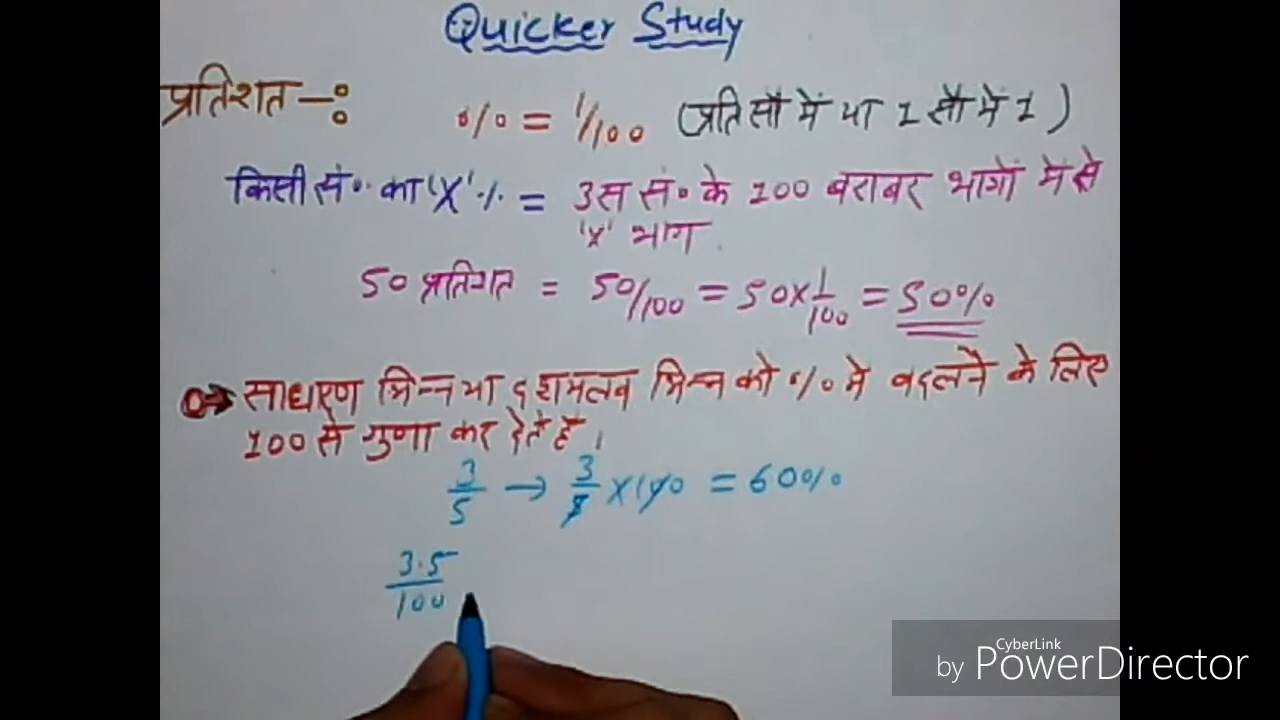 Quicker Study
प्रतिशत —:
% = 1/100 (प्रति सौ में या 1 सौ में 1)
किसी सं० का 'X' % = उस सं० के 100 बराबर भागों में से
'X' भाग.
50 प्रतिशत = 50/100 = 50 × 1/100 = 50%
साधारण भिन्न या दशमलव भिन्न को % मे बदलने के लिए
100 से गुणा कर देते हैं।
3/5 → 3/5 × 100 = 60%
3.5/100
CyberLink
by PowerDirector